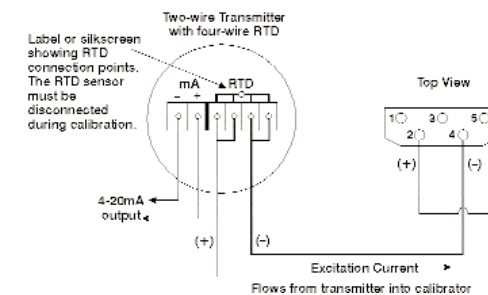 Two-wire Transmitter
with four-wire RTD
Label or silkscreen
showing RTD
connection points.
The RTD sensor
must be
disconnected
during calibration.
mA RTD
- +
Top View
1 3 5
2 4
(+) (-)
4-20mA
output
(+) (-)
Excitation Current
Flows from transmitter into calibrator